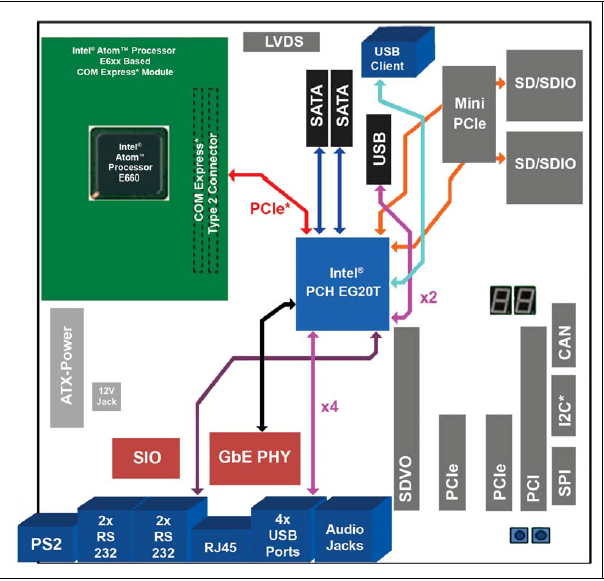 Intel® Atom™ Processor
E6xx Based
COM Express* Module
LVDS
USB
Client
SATA
SATA
USB
Mini
PCIe
SD/SDIO
SD/SDIO
Intel®
Atom™
Processor
E660
COM Express*
Type 2 Connector
PCIe*
Intel®
PCH EG20T
x2
88
ATX-Power
12V
Jack
x4
CAN
I2C*
SPI
SDVO
PCIe
PCIe
PCI
SIO
GbE PHY
PS2
2x
RS
232
2x
RS
232
RJ45
4x
USB
Ports
Audio
Jacks